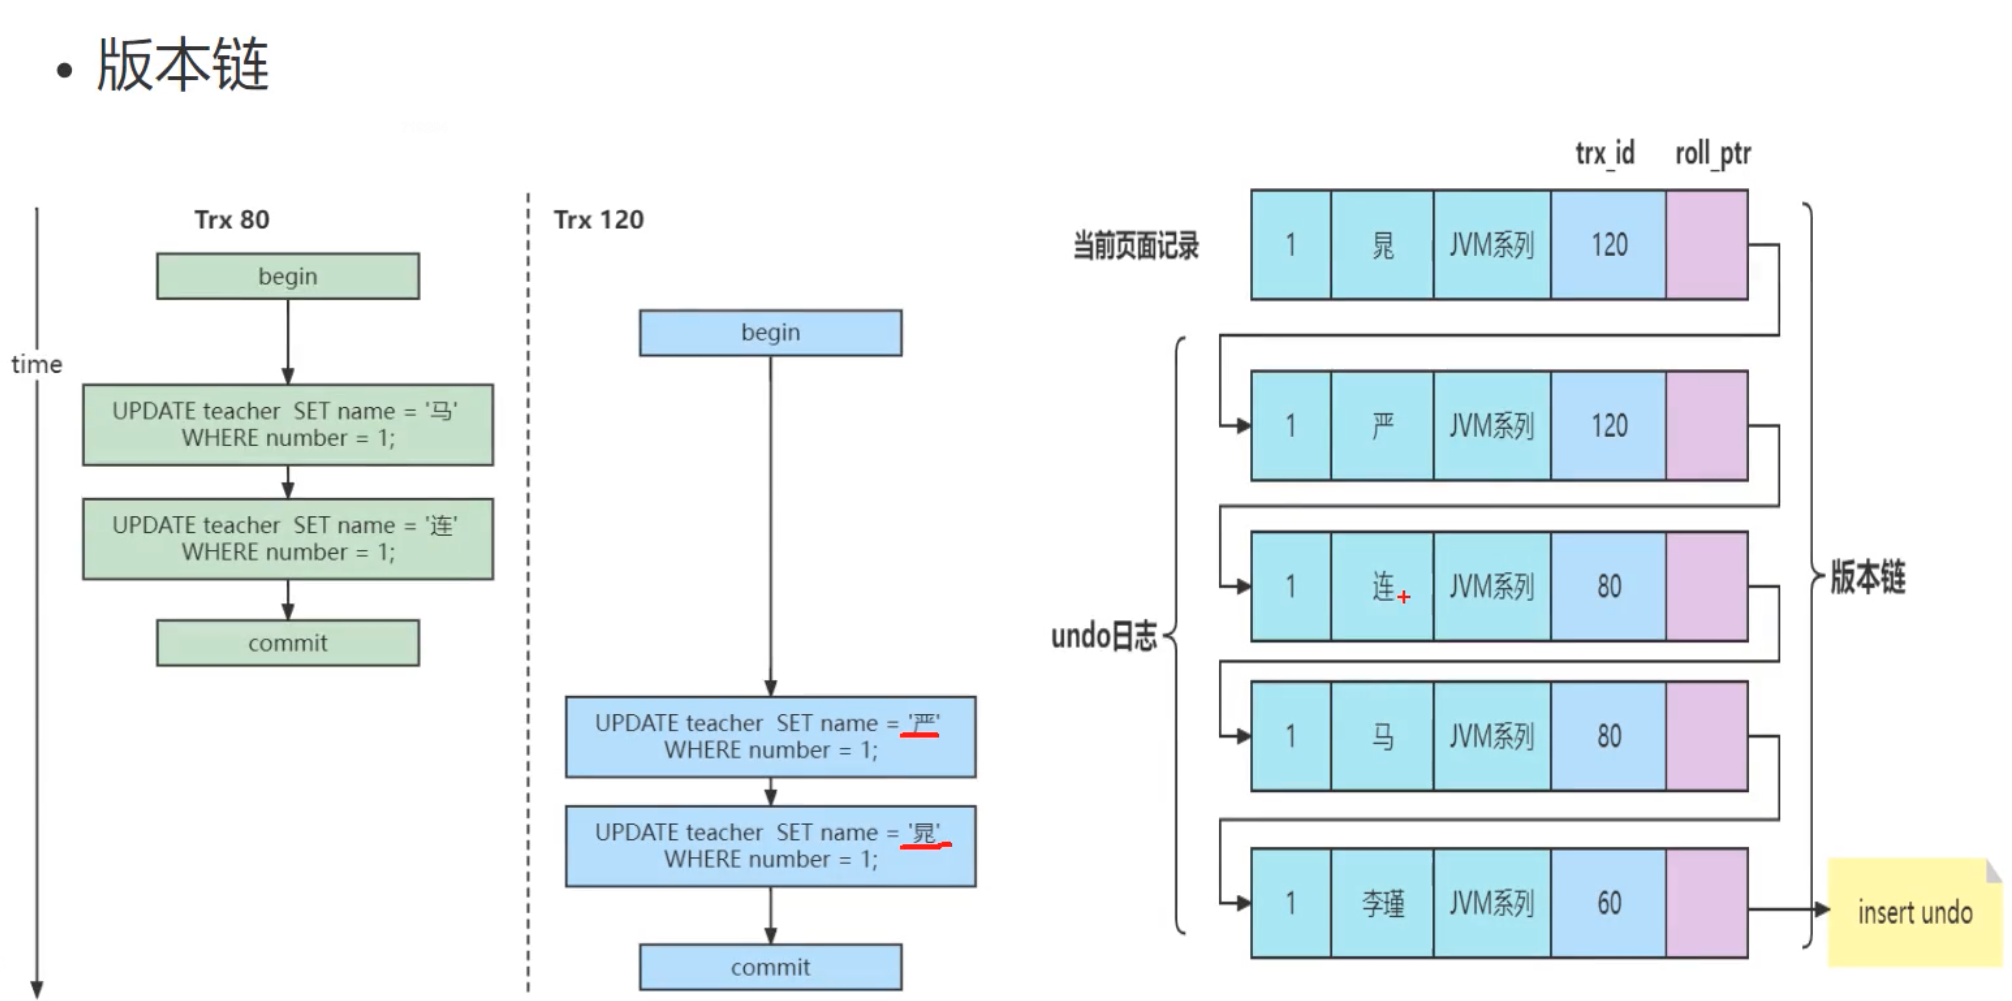 • 版本链
time
Trx 80
begin
UPDATE teacher SET name = '马'
WHERE number = 1;
UPDATE teacher SET name = '连'
WHERE number = 1;
commit
Trx 120
begin
UPDATE teacher SET name = '严'
WHERE number = 1;
UPDATE teacher SET name = '晁'
WHERE number = 1;
commit
trx_id roll_ptr
当前页面记录 1 晁 JVM系列 120
1 严 JVM系列 120
1 连 JVM系列 80
undo日志
版本链
1 马 JVM系列 80
1 李瑾 JVM系列 60
insert undo